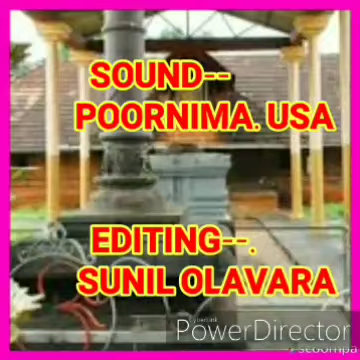 SOUND--
POORNIMA. USA
EDITING--.
SUNIL OLAVARA
PowerDirector